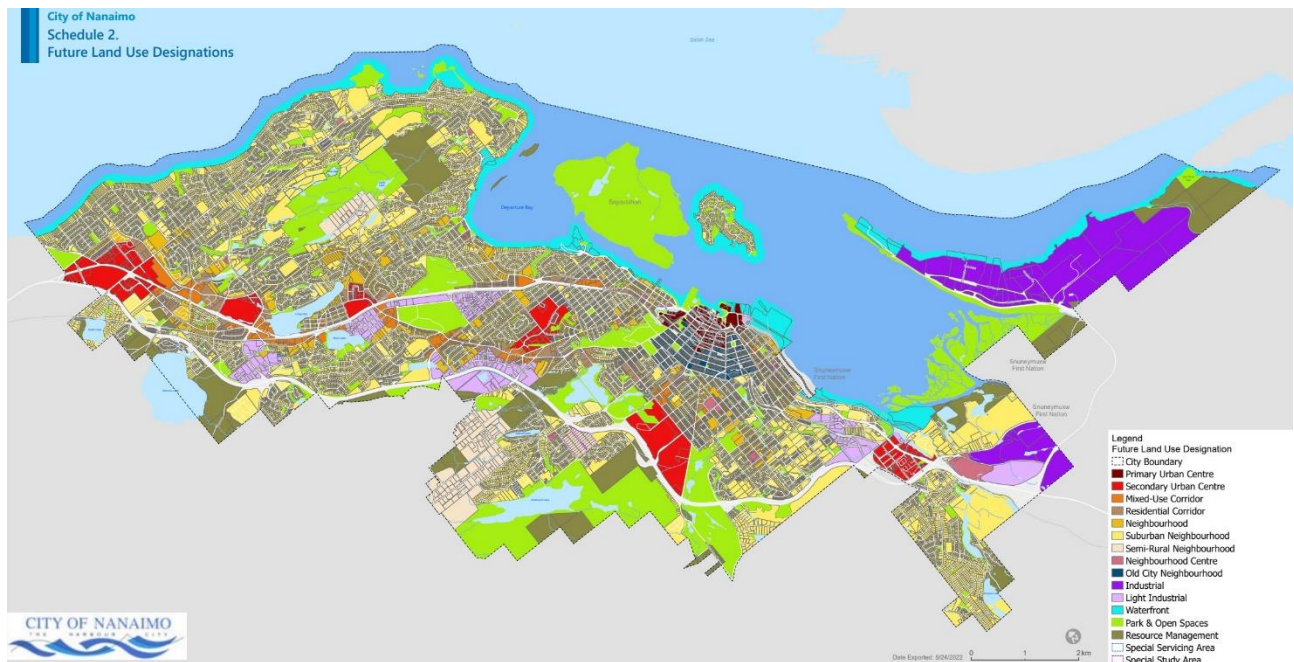 City of Nanaimo
Schedule 2.
Future Land Use Designations
Salish Sea
Departure Bay
Snuneymuxw
First Nation
Snuneymuxw
First Nation
Snuneymuxw
First Nation
Legend
Future Land Use Designation
City Boundary
Primary Urban Centre
Secondary Urban Centre
Mixed-Use Corridor
Residential Corridor
Neighbourhood
Suburban Neighbourhood
Semi-Rural Neighbourhood
Neighbourhood Centre
Old City Neighbourhood
Industrial
Light Industrial
Waterfront
Park & Open Spaces
Resource Management
Special Servicing Area
Special Study Area
CITY OF NANAIMO
THE HARBOUR CITY
Date Exported: 5/24/2022
0 1 2 km